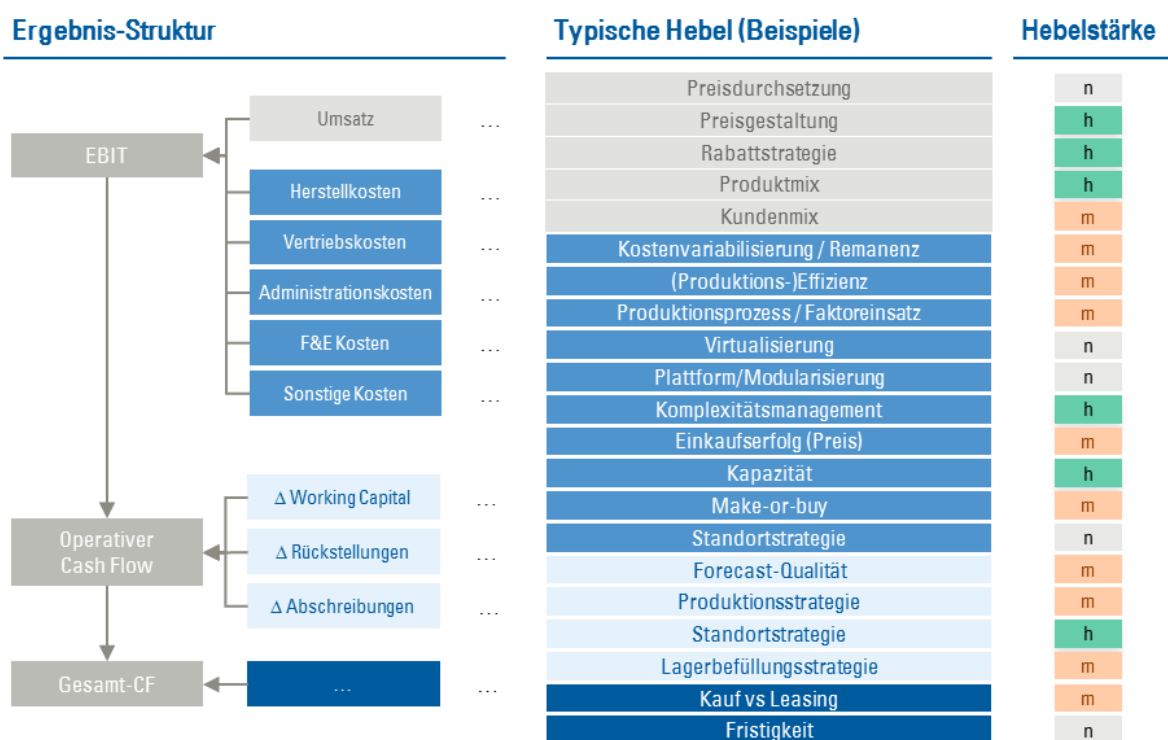 Ergebnis-Struktur
Typische Hebel (Beispiele)
Hebelstärke
EBIT
Umsatz
...
Herstellkosten
...
Vertriebskosten
...
Administrationskosten
...
F&E Kosten
...
Sonstige Kosten
...
Operativer
Cash Flow
Δ Working Capital
...
Δ Rückstellungen
...
Δ Abschreibungen
...
Gesamt-CF
...
...
Preisdurchsetzung n
Preisgestaltung h
Rabattstrategie h
Produktmix h
Kundenmix m
Kostenvariabilisierung / Remanenz m
(Produktions-)Effizienz m
Produktionsprozess / Faktoreinsatz m
Virtualisierung n
Plattform/Modularisierung n
Komplexitätsmanagement h
Einkaufserfolg (Preis) m
Kapazität h
Make-or-buy m
Standortstrategie n
Forecast-Qualität m
Produktionsstrategie m
Standortstrategie h
Lagerbefüllungsstrategie m
Kauf vs Leasing m
Fristigkeit n